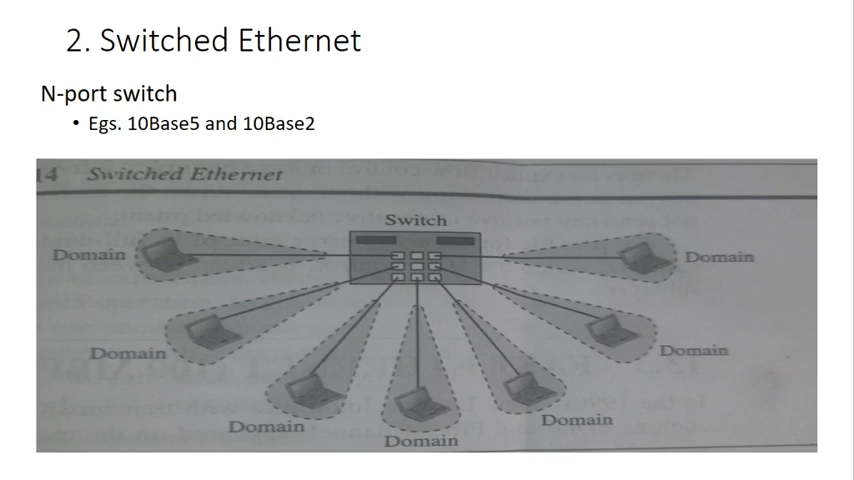 2. Switched Ethernet
N-port switch
• Egs. 10Base5 and 10Base2
14 Switched Ethernet
Switch
Domain
Domain
Domain
Domain
Domain
Domain
Domain